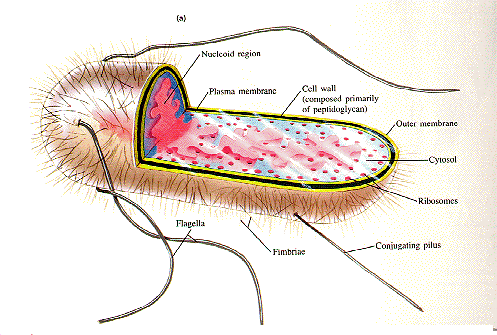 (a)
Nucleoid region
Plasma membrane
Cell wall
(composed primarily
of peptidoglycan)
Outer membrane
Cytosol
Ribosomes
Conjugating pilus
Flagella
Fimbriae